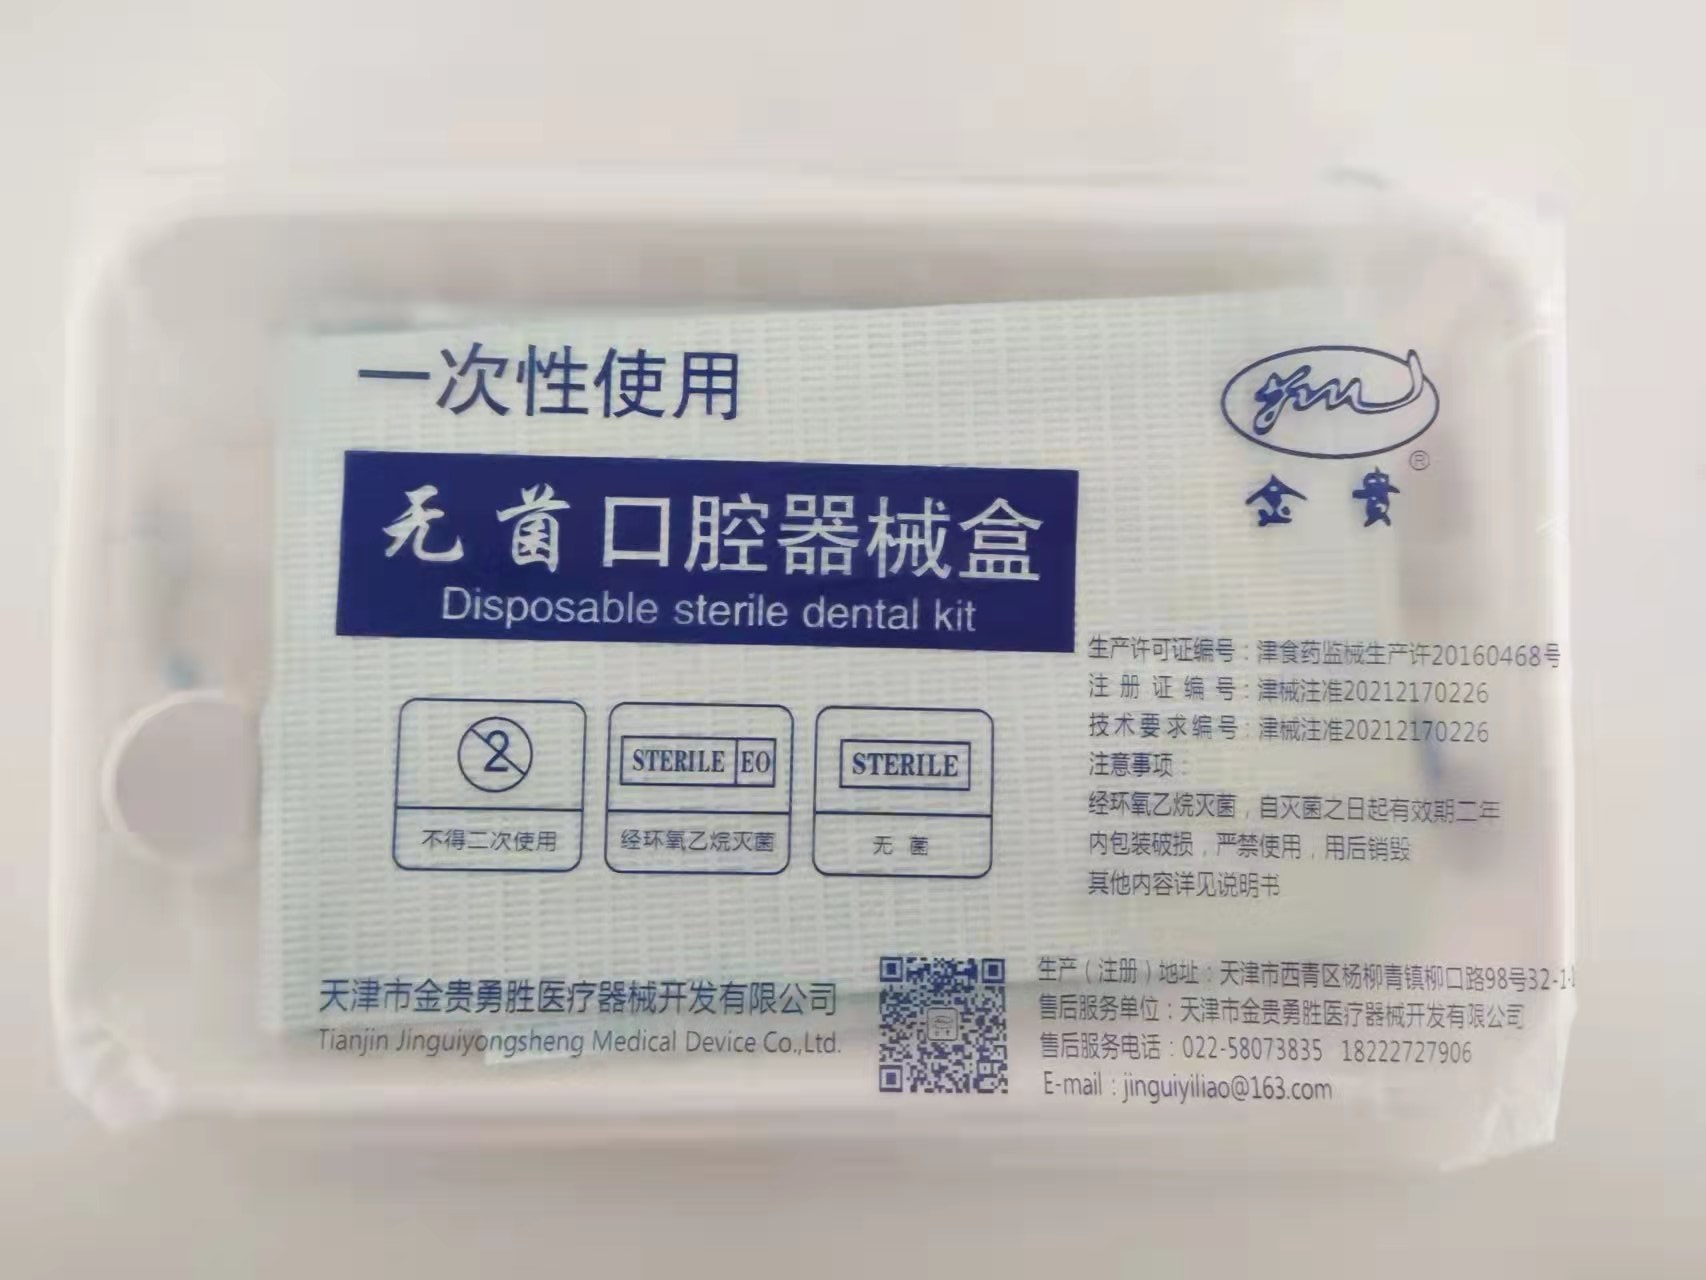 一次性使用
无菌口腔器械盒
Disposable sterile dental kit
金贵
®
生产许可证编号：津食药监械生产许20160468号
注册证编号：津械注准20212170226
技术要求编号：津械注准20212170226
注意事项：
经环氧乙烷灭菌，自灭菌之日起有效期二年
内包装破损，严禁使用，用后销毁
其他内容详见说明书
2
不得二次使用
STERILE EO
经环氧乙烷灭菌
STERILE
无菌
天津市金贵勇胜医疗器械开发有限公司
Tianjin Jinguiyongsheng Medical Device Co.,Ltd.
生产（注册）地址：天津市西青区杨柳青镇柳口路98号32-1-
售后服务单位：天津市金贵勇胜医疗器械开发有限公司
售后服务电话：022-58073835 18222727906
E-mail：jinguiyiliao@163.com